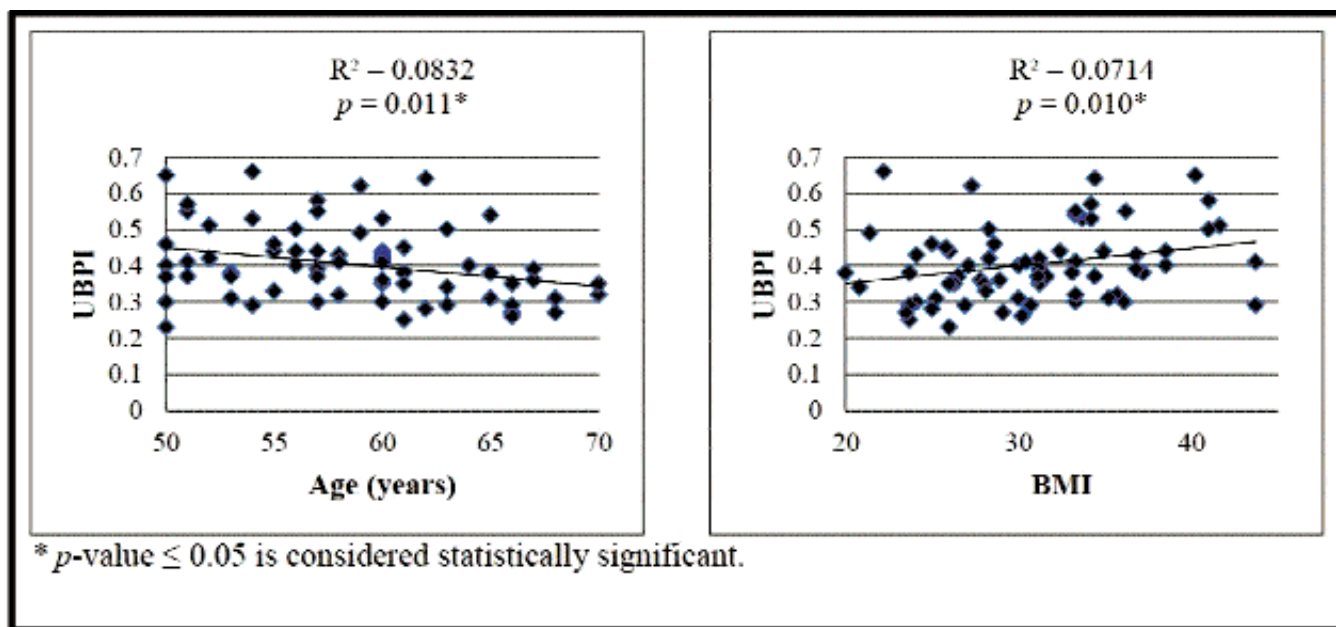 R² – 0.0832
p = 0.011*
0.7
0.6
0.5
0.4
0.3
0.2
0.1
0
UBPI
50 55 60 65 70
Age (years)
R² – 0.0714
p = 0.010*
0.7
0.6
0.5
0.4
0.3
0.2
0.1
0
UBPI
20 30 40
BMI
* p-value ≤ 0.05 is considered statistically significant.